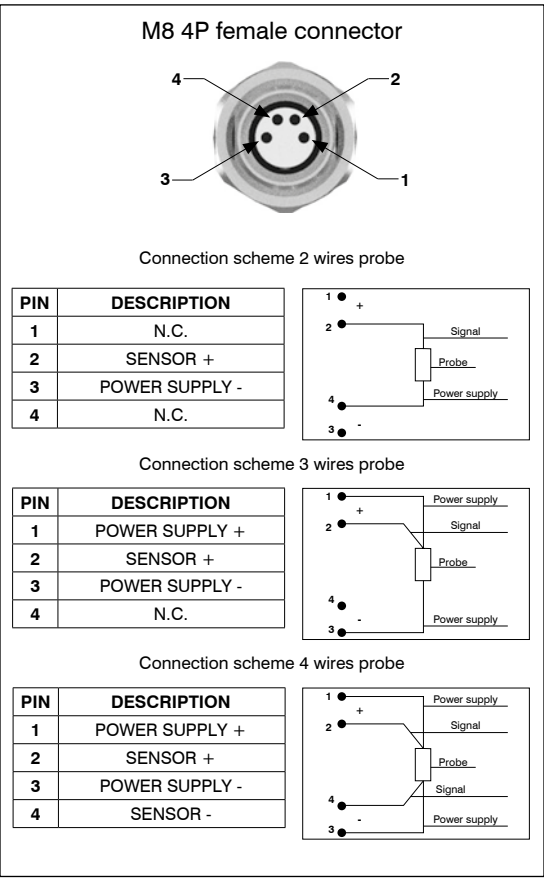 M8 4P female connector
4 2
3 1
Connection scheme 2 wires probe
PIN DESCRIPTION
1 N.C.
2 SENSOR +
3 POWER SUPPLY -
4 N.C.
1 +
2 Signal
Probe
4 Power supply
3 -
Connection scheme 3 wires probe
PIN DESCRIPTION
1 POWER SUPPLY +
2 SENSOR +
3 POWER SUPPLY -
4 N.C.
1 Power supply
+
2 Signal
Probe
4
- Power supply
3
Connection scheme 4 wires probe
PIN DESCRIPTION
1 POWER SUPPLY +
2 SENSOR +
3 POWER SUPPLY -
4 SENSOR -
1 Power supply
+
2 Signal
Probe
Signal
4
- Power supply
3